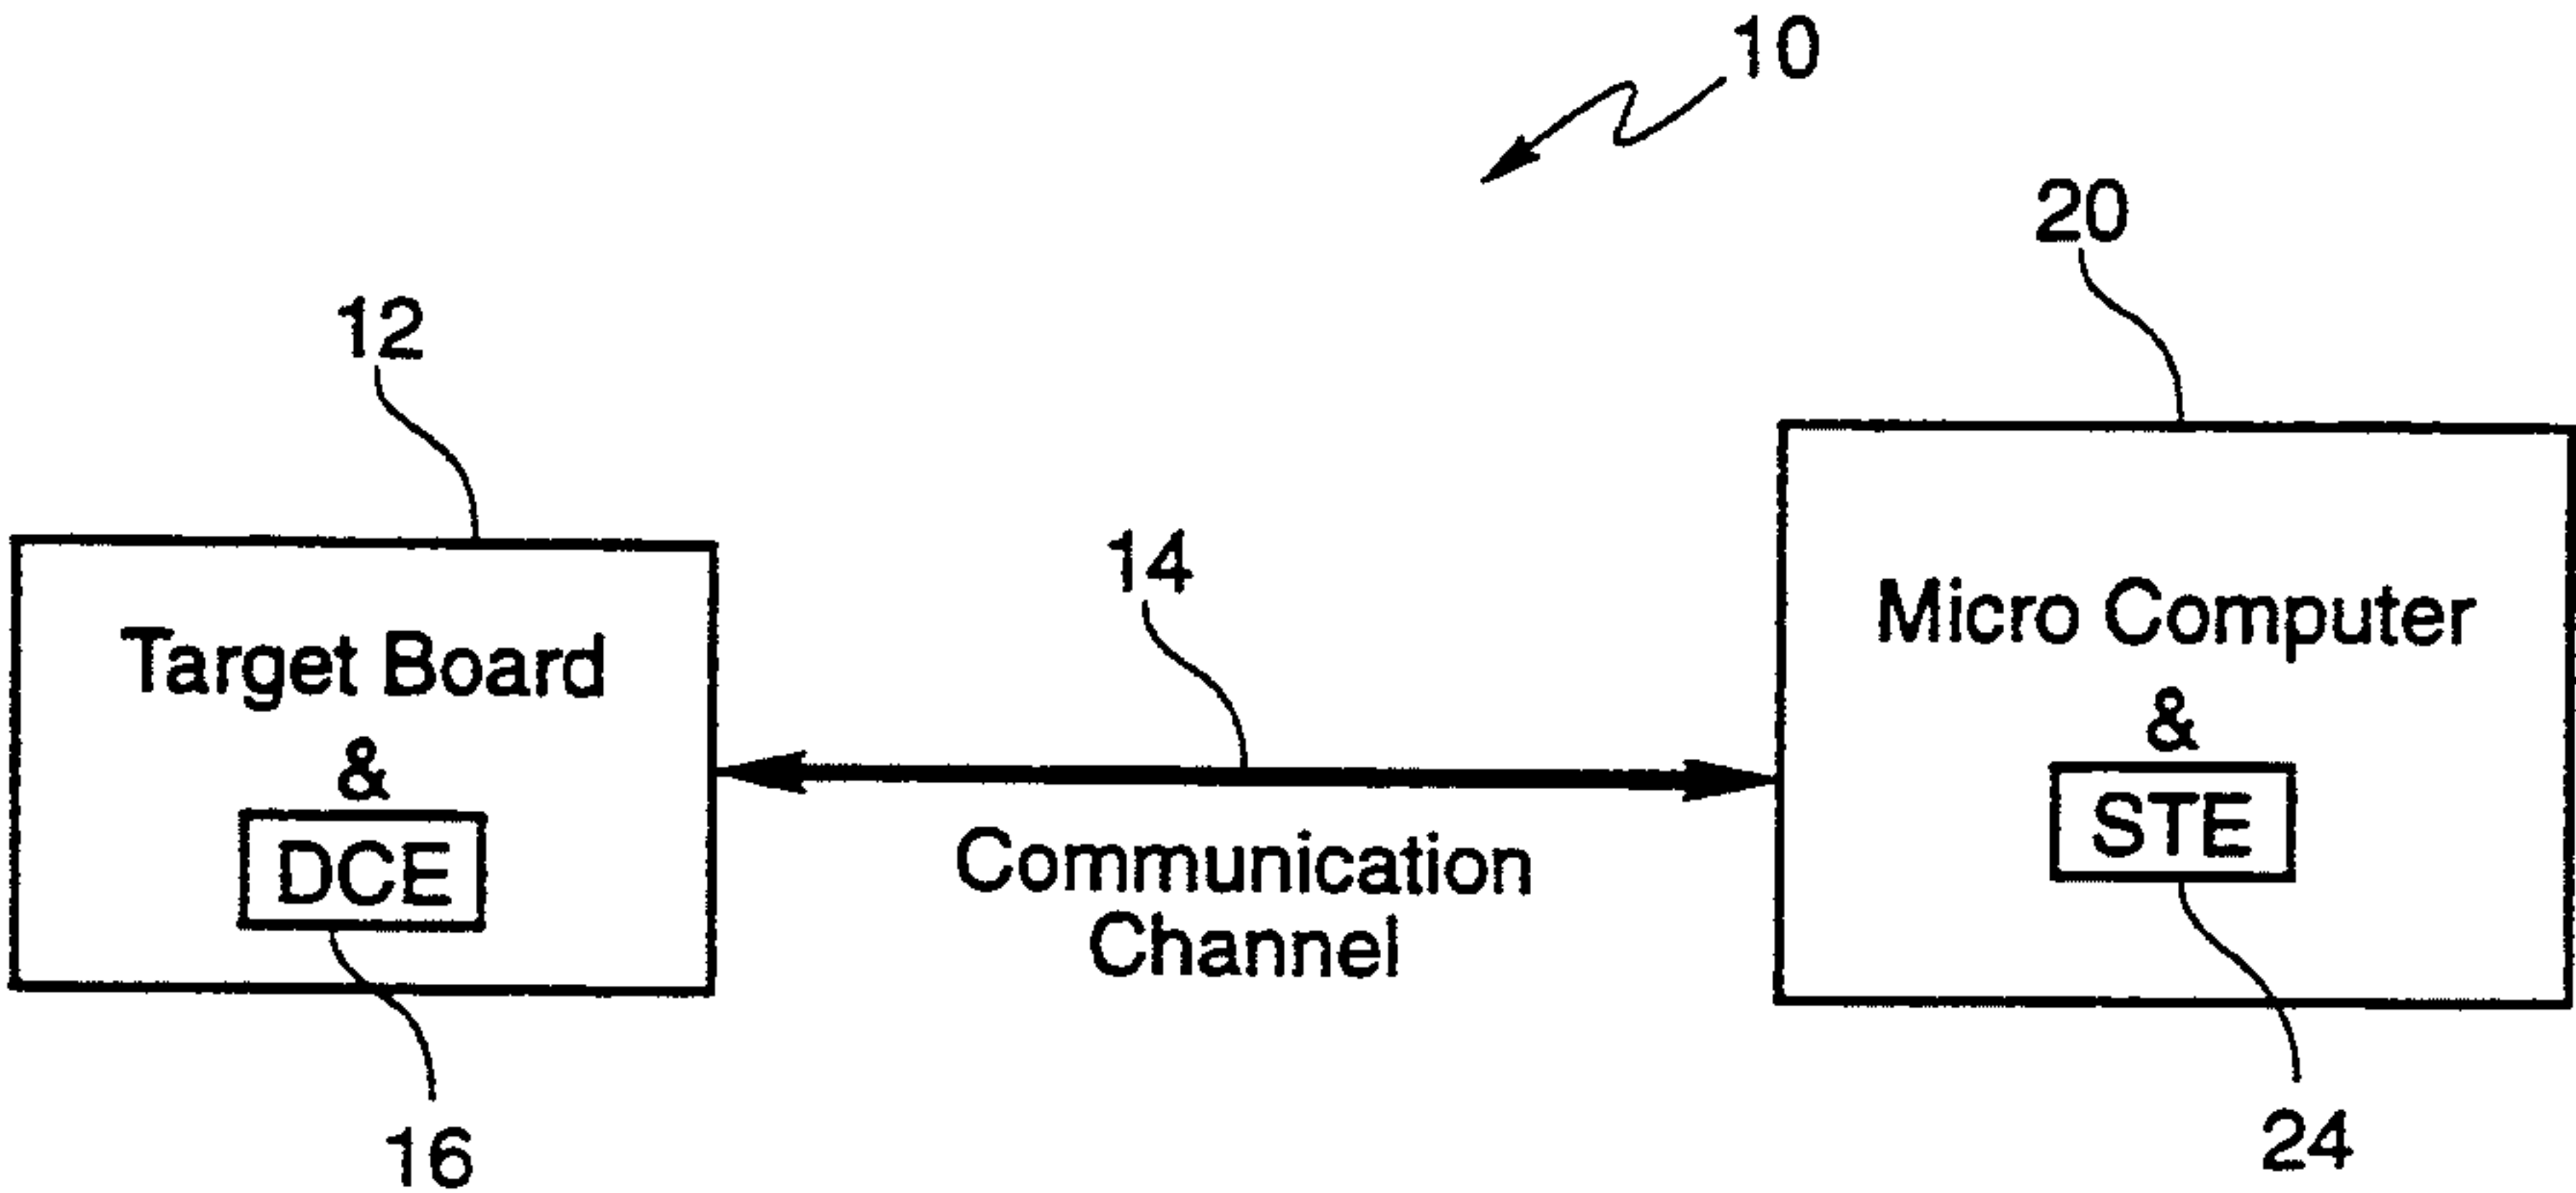 10
20
12
14
Target Board
&
DCE
Communication
Channel
Micro Computer
&
STE
16
24